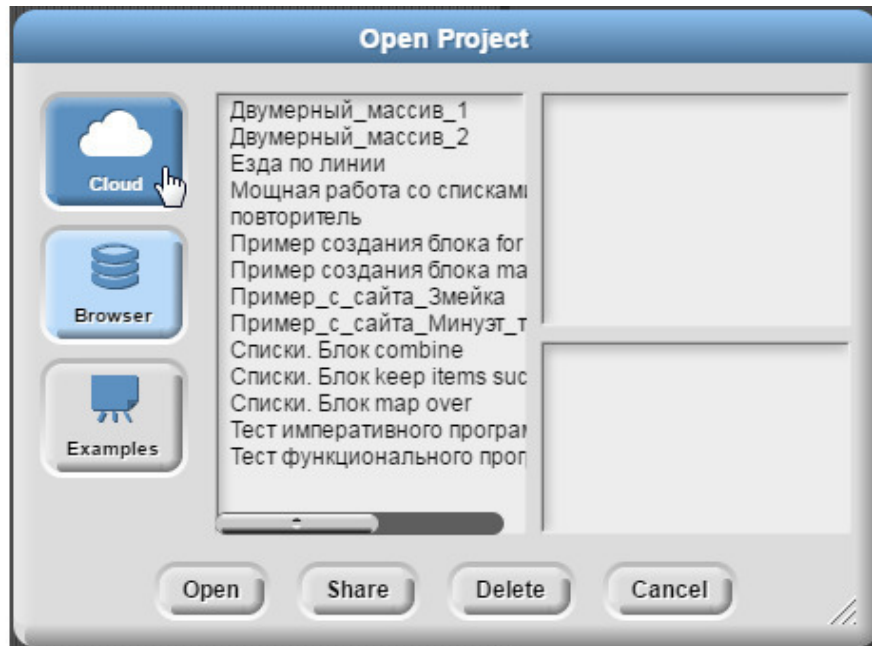 Open Project
Cloud
Browser
Examples
Двумерный_массив_1
Двумерный_массив_2
Езда по линии
Мощная работа со списками
повторитель
Пример создания блока for
Пример создания блока ma
Пример_с_сайта_Змейка
Пример_с_сайта_Минуэт_т
Списки. Блок combine
Списки. Блок keep items suc
Списки. Блок map over
Тест императивного програм
Тест функционального прог
Open Share Delete Cancel